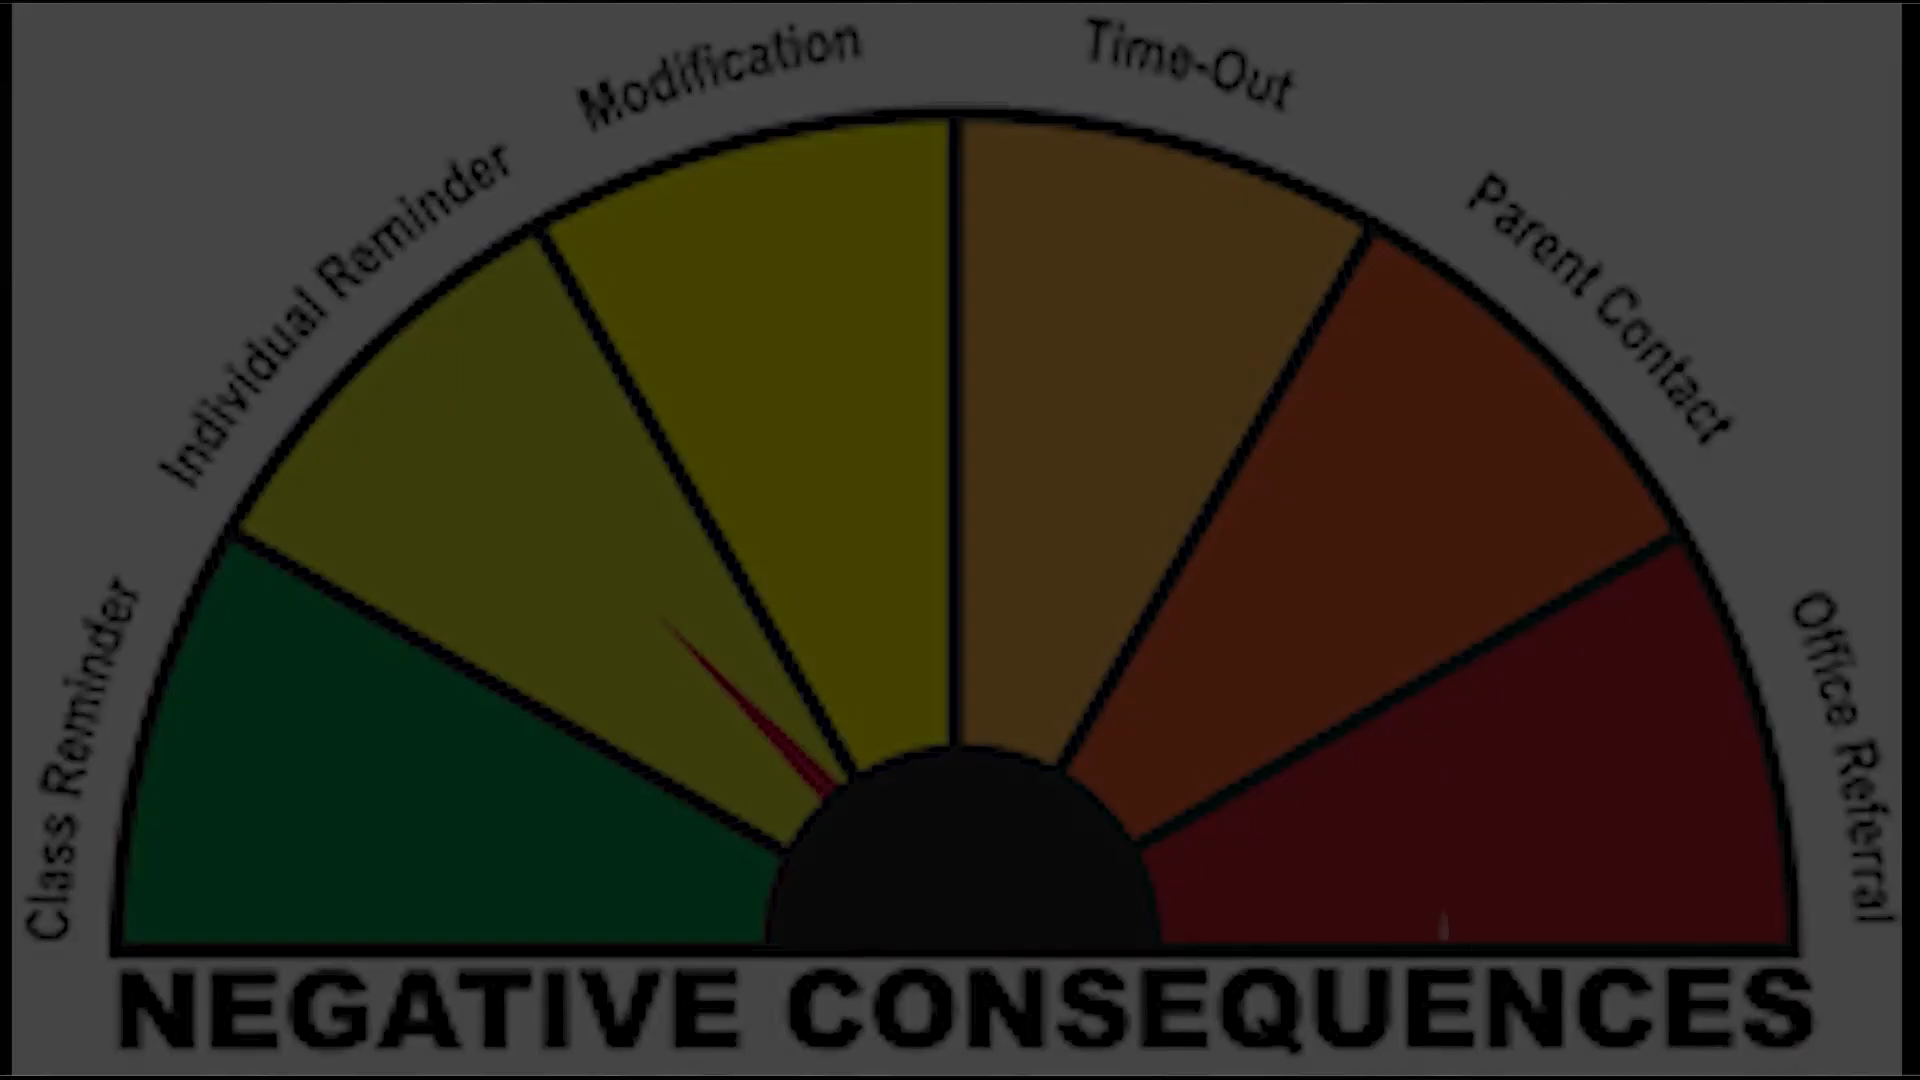 Class Reminder
Individual Reminder
Modification
Time-Out
Parent Contact
Office Referral
NEGATIVE CONSEQUENCES